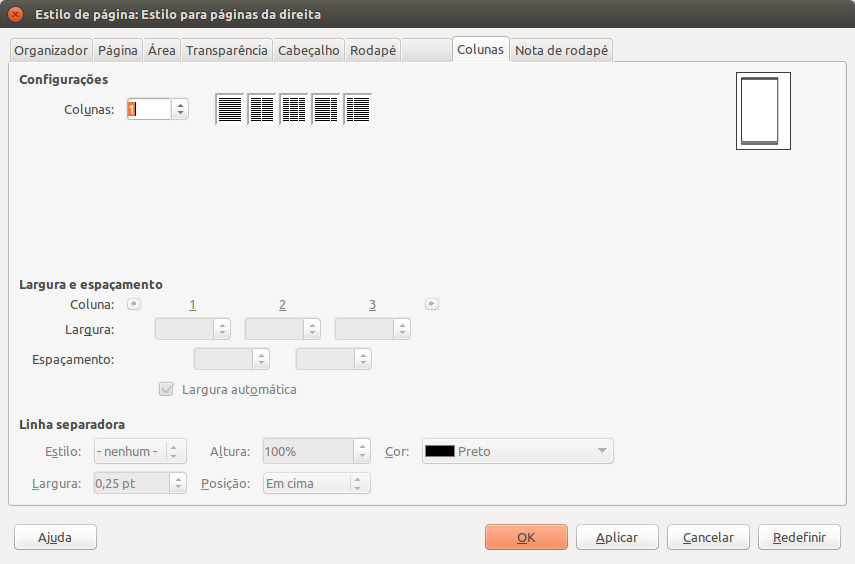 Estilo de página: Estilo para páginas da direita
Organizador Página Área Transparência Cabeçalho Rodapé Colunas Nota de rodapé
Configurações
Colunas: 1
Largura e espaçamento
Coluna: 1 2 3
Largura:
Espaçamento:
Largura automática
Linha separadora
Estilo: - nenhum - Altura: 100% Cor: Preto
Largura: 0,25 pt Posição: Em cima
Ajuda OK Aplicar Cancelar Redefinir